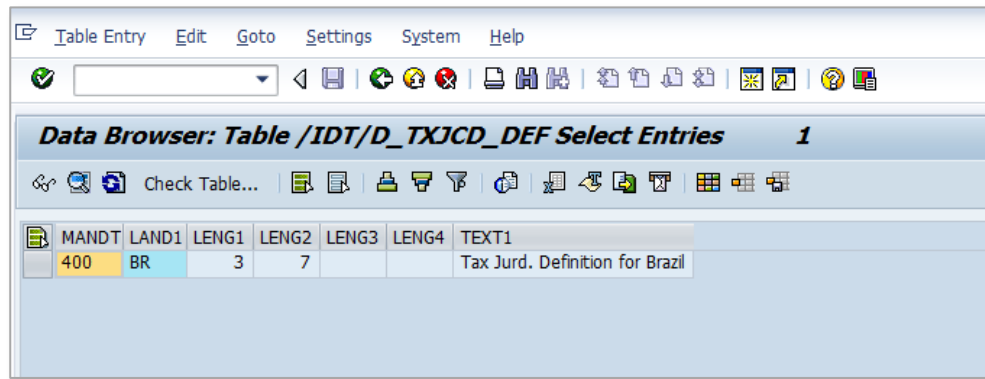 Table Entry Edit Goto Settings System Help
Data Browser: Table /IDT/D_TXJCD_DEF Select Entries 1
Check Table...
MANDT LAND1 LENG1 LENG2 LENG3 LENG4 TEXT1
400 BR 3 7 Tax Jurd. Definition for Brazil